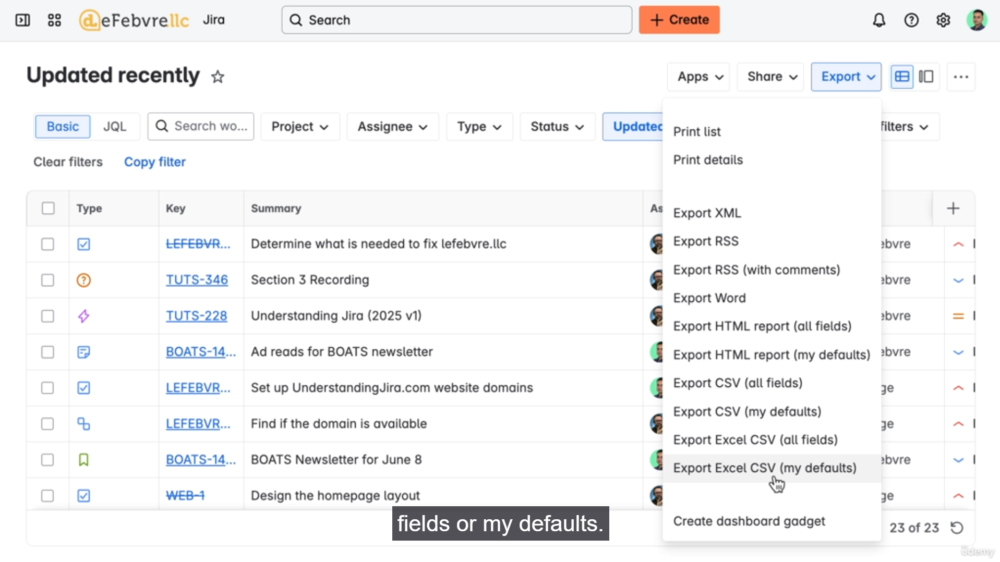 deFebvre.llc Jira
Search
+ Create
Updated recently
Apps
Share
Export
Basic
JQL
Search wo...
Project
Assignee
Type
Status
Updated
filters
Clear filters
Copy filter
Print list
Print details
Export XML
Export RSS
Export RSS (with comments)
Export Word
Export HTML report (all fields)
Export HTML report (my defaults)
Export CSV (all fields)
Export CSV (my defaults)
Export Excel CSV (all fields)
Export Excel CSV (my defaults)
Create dashboard gadget
Type Key Summary As
LEFEBVR... Determine what is needed to fix lefebvre.llc ebvre
TUTS-346 Section 3 Recording ebvre
TUTS-228 Understanding Jira (2025 v1) ebvre
BOATS-14... Ad reads for BOATS newsletter ebvre
LEFEBVR... Set up UnderstandingJira.com website domains ge
LEFEBVR... Find if the domain is available ge
BOATS-14... BOATS Newsletter for June 8 ebvre
WEB-1 Design the homepage layout ge
23 of 23
fields or my defaults.
ûdemy